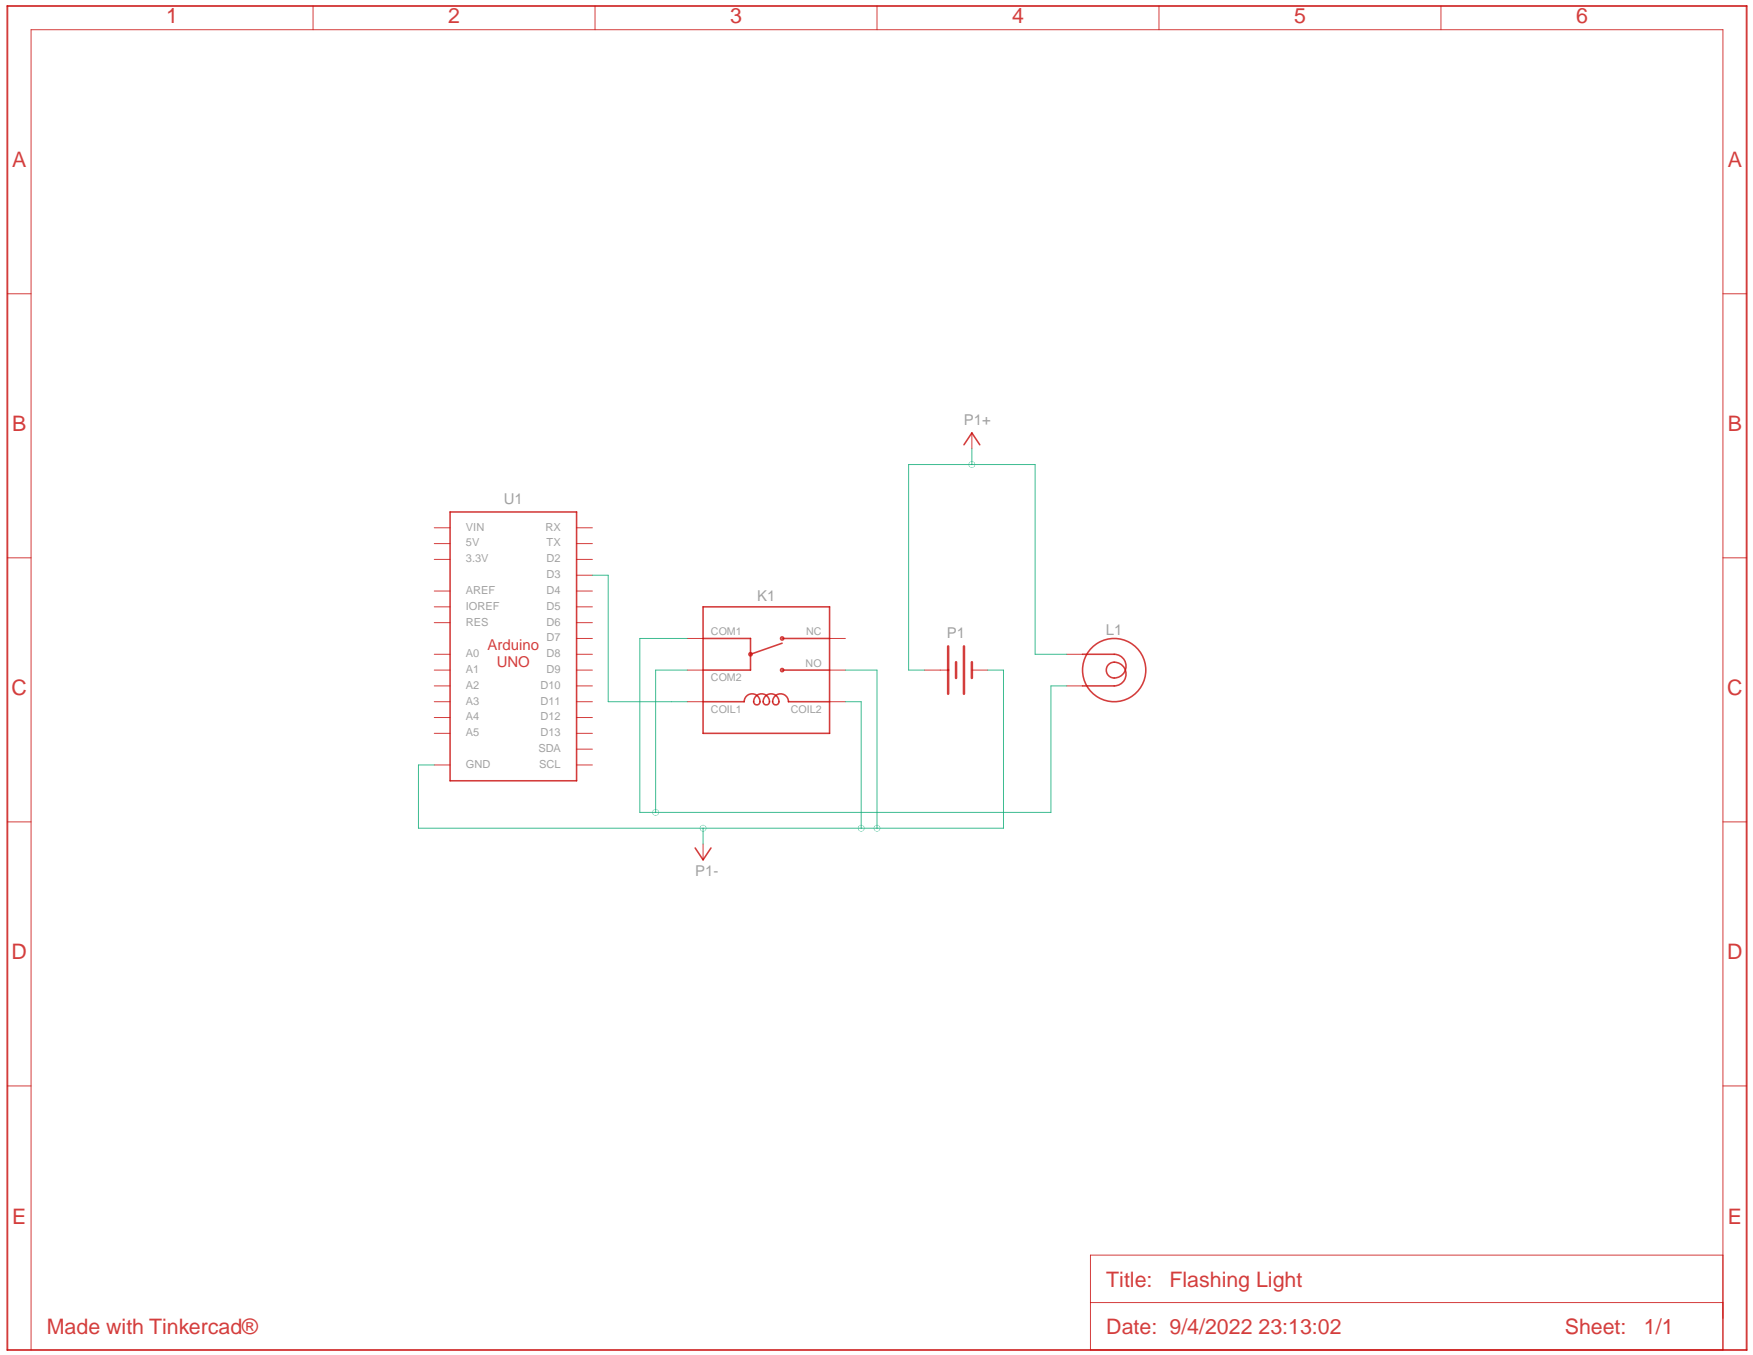 1 2 3 4 5 6
A A
B B
P1+
U1
VIN RX
5V TX
3.3V D2
D3
AREF D4
IOREF D5
RES D6
D7
Arduino
UNO
A0 D8
A1 D9
A2 D10
A3 D11
A4 D12
A5 D13
SDA
GND SCL
K1
COM1 NC
NO
COM2
COIL1 COIL2
P1
L1
C C
P1-
D D
E E
Title: Flashing Light
Made with Tinkercad®
Date: 9/4/2022 23:13:02 Sheet: 1/1